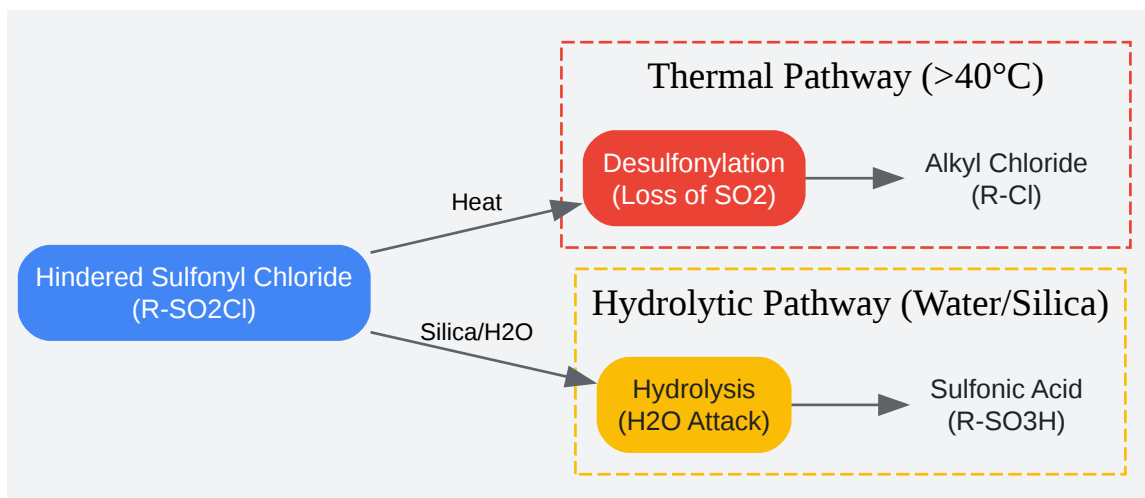 Thermal Pathway (>40°C)
Desulfonylation
(Loss of SO2)
Alkyl Chloride
(R-Cl)
Heat
Hindered Sulfonyl Chloride
(R-SO2Cl)
Silica/H2O
Hydrolytic Pathway (Water/Silica)
Hydrolysis
(H2O Attack)
Sulfonic Acid
(R-SO3H)